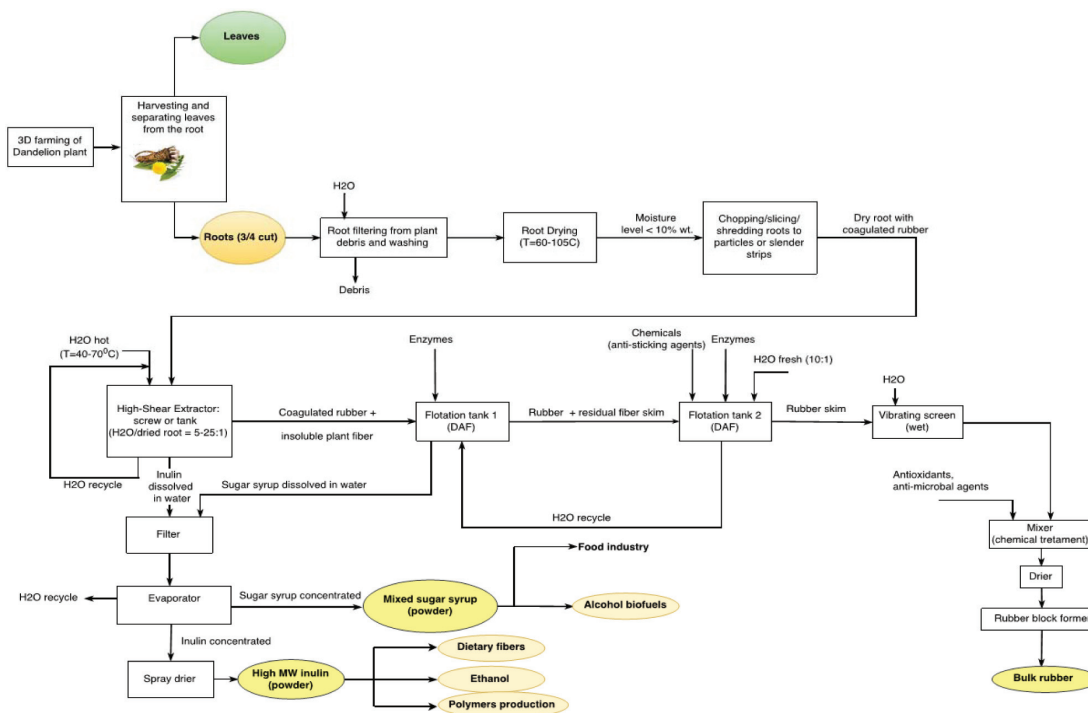 Leaves
Harvesting and
separating leaves
from the root
3D farming of
Dandelion plant
H2O
Roots (3/4 cut)
Root filtering from plant
debris and washing
Debris
Root Drying
(T=60-105C)
Moisture
level < 10% wt.
Chopping/slicing/
shredding roots to
particles or slender
strips
Dry root with
coagulated rubber
H2O hot
(T=40-70⁰C)
High-Shear Extractor:
screw or tank
(H2O/dried root = 5-25:1)
H2O recycle
Coagulated rubber +
insoluble plant fiber
Enzymes
Flotation tank 1
(DAF)
Rubber + residual fiber skim
Chemicals
(anti-sticking agents)
Enzymes
H2O fresh (10:1)
Flotation tank 2
(DAF)
Rubber skim
H2O
Vibrating screen
(wet)
Inulin
dissolved
in water
Sugar syrup dissolved in water
H2O recycle
Antioxidants,
anti-microbial agents
Filter
Mixer
(chemical tretament)
Drier
Rubber block former
Bulk rubber
H2O recycle
Evaporator
Sugar syrup concentrated
Mixed sugar syrup
(powder)
Food industry
Alcohol biofuels
Inulin concentrated
Spray drier
High MW inulin
(powder)
Dietary fibers
Ethanol
Polymers production